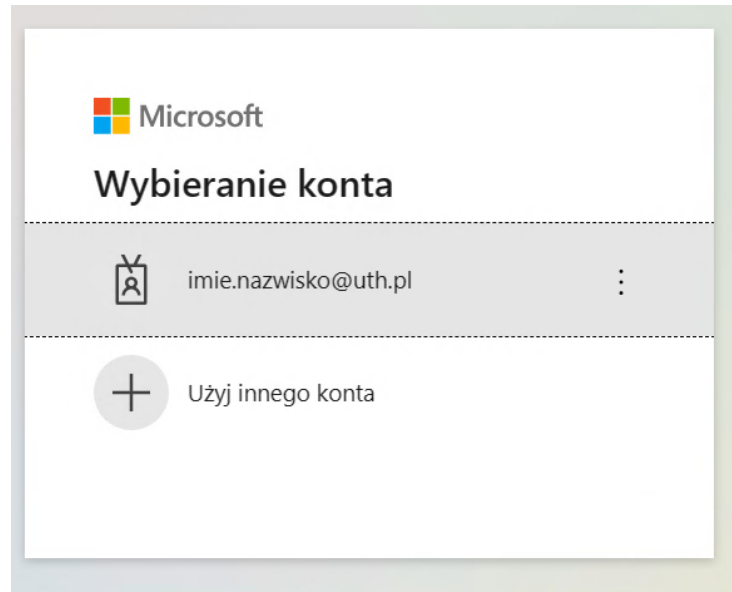 Microsoft
Wybieranie konta
imie.nazwisko@uth.pl
Użyj innego konta